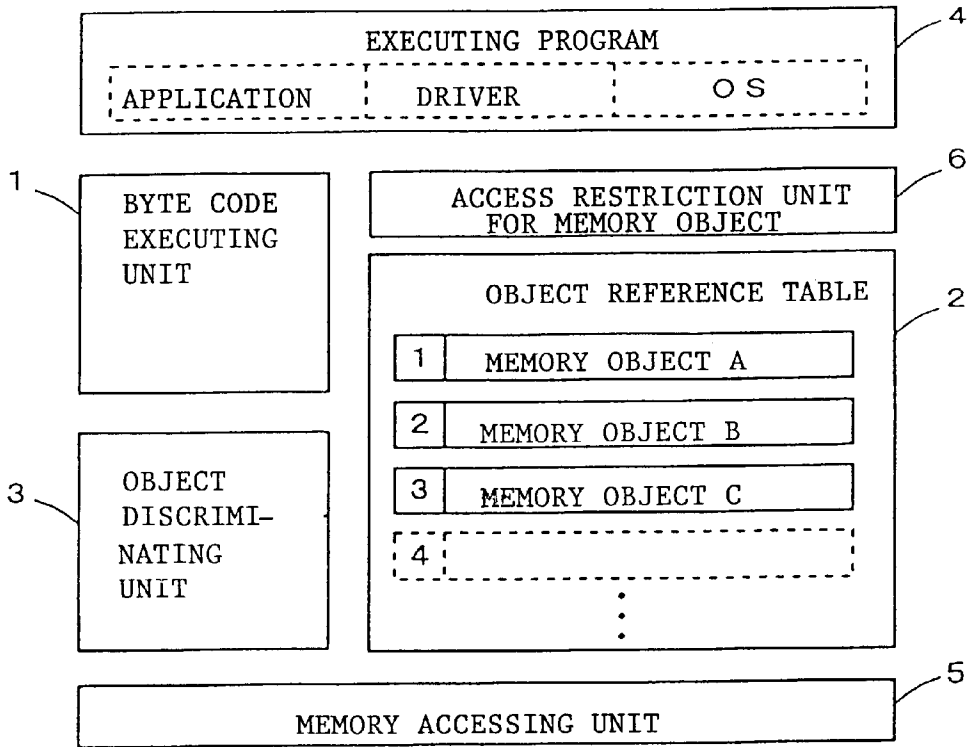 4
EXECUTING PROGRAM
APPLICATION DRIVER OS
1
BYTE CODE
EXECUTING
UNIT
6
ACCESS RESTRICTION UNIT
FOR MEMORY OBJECT
2
OBJECT REFERENCE TABLE
1 MEMORY OBJECT A
2 MEMORY OBJECT B
3 MEMORY OBJECT C
4
3
OBJECT
DISCRIMI-
NATING
UNIT
5
MEMORY ACCESSING UNIT